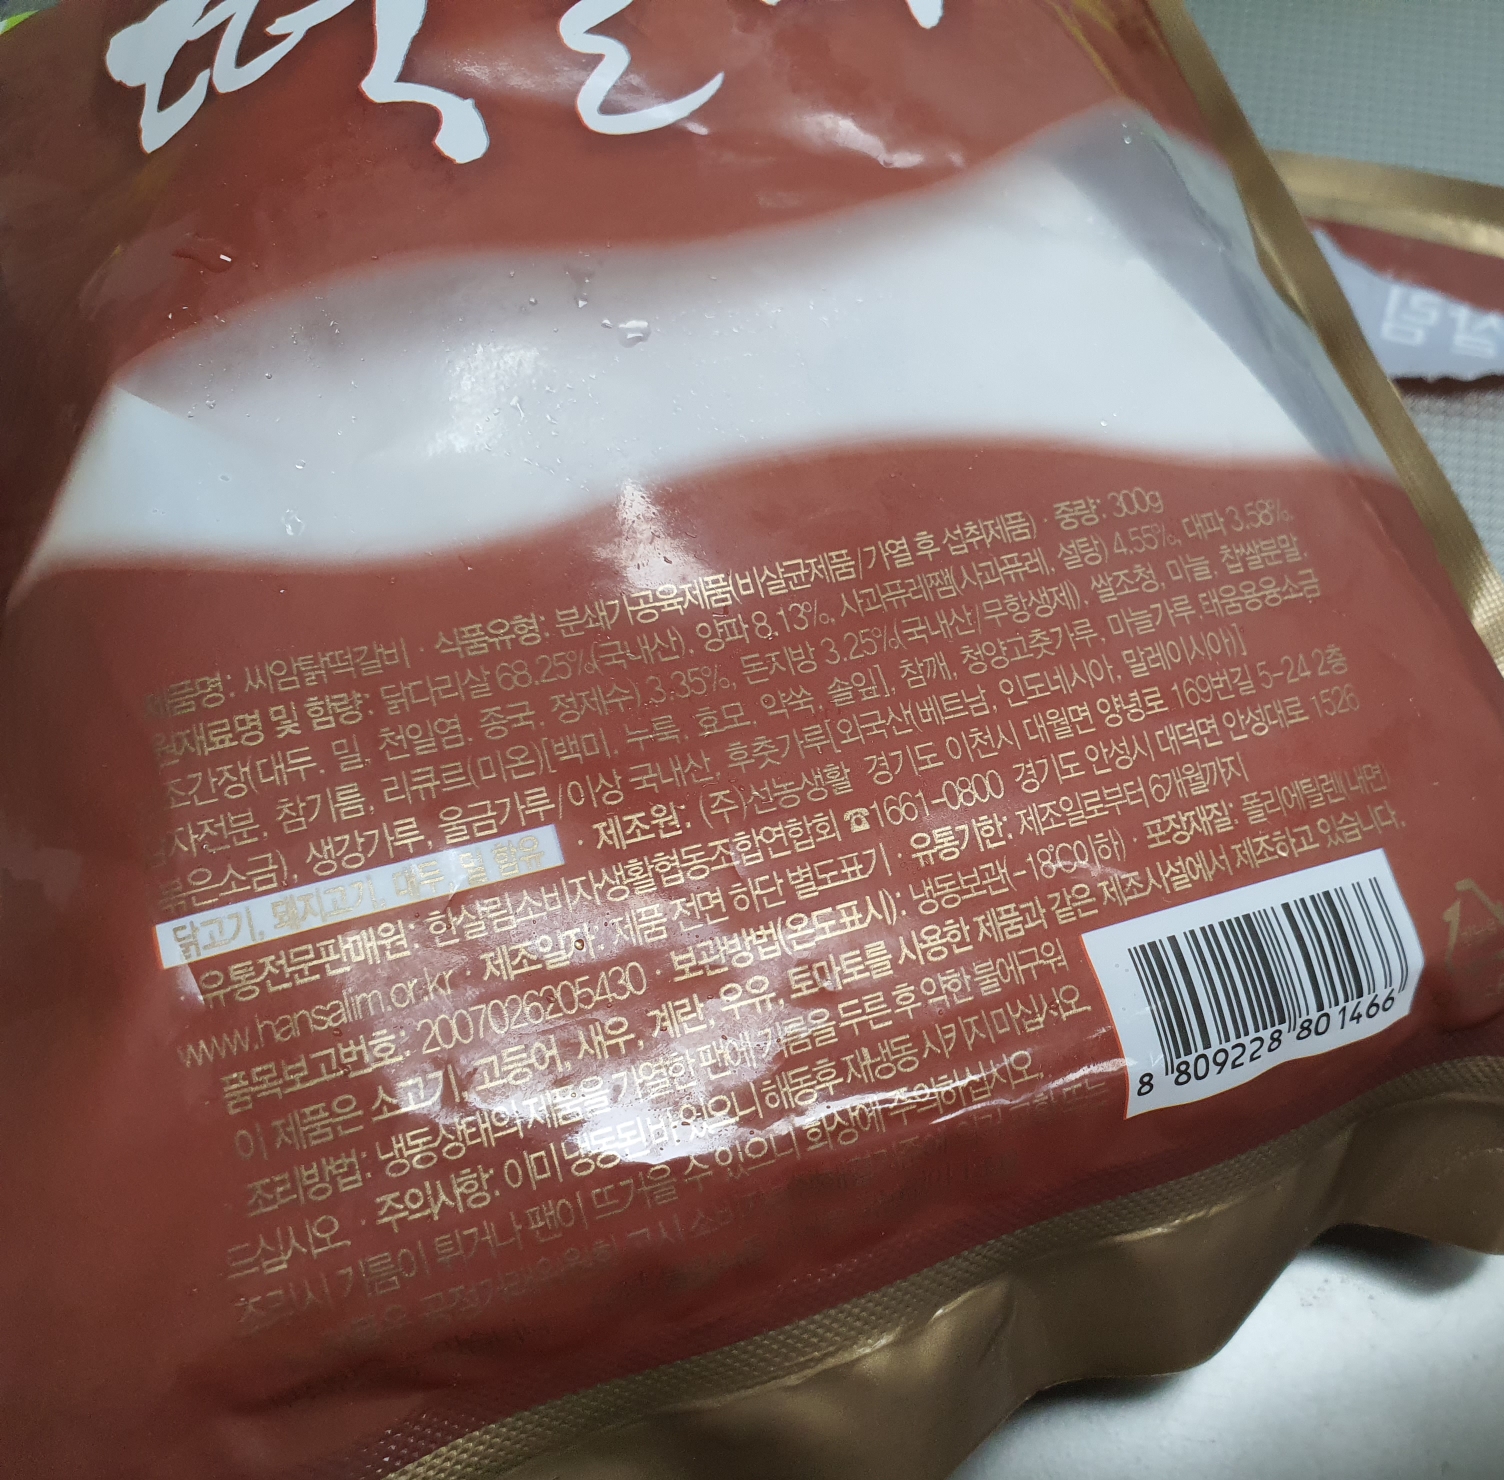 떡갈
제품명: 씨암탉떡갈비 · 식품유형: 분쇄가공육제품(비살균제품/가열 후 섭취제품) · 중량: 300g
원재료명 및 함량: 닭다리살 68.25%(국내산), 양파 8.13%, 사과퓨레쨈(사과퓨레, 설탕) 4.55%, 대파 3.58%,
조간장(대두, 밀, 천일염, 종국, 정제수) 3.35%, 돈지방 3.25%(국내산/무항생제), 쌀조청, 마늘, 찹쌀분말,
자전분, 참기름, 리큐르(미온)[백미, 누룩, 효모, 약쑥, 솔잎], 참깨, 청양고춧가루, 마늘가루, 태움융용소금
볶은소금), 생강가루, 울금가루/이상 국내산, 후춧가루[외국산(베트남, 인도네시아, 말레이시아)]
닭고기, 돼지고기, 대두, 밀 함유 · 제조원: (주)선농생활 경기도 이천시 대월면 양녕로 169번길 5-24 2층
유통전문판매원: 한살림소비자생활협동조합연합회 ☎1661-0800 경기도 안성시 대덕면 안성대로 1526
www.hansalim.or.kr · 제조일자: 제품 전면 하단 별도표기 · 유통기한: 제조일로부터 6개월까지
품목보고번호: 2007026205430 · 보관방법(온도표시): 냉동보관(-18℃이하) · 포장재질: 폴리에틸렌(내면)
이 제품은 소고기, 고등어, 새우, 계란, 우유, 토마토를 사용한 제품과 같은 제조시설에서 제조하고 있습니다.
조리방법: 냉동상태의 제품을 가열한 팬에 기름을 두른 후 약한 불에 구워
드십시오 · 주의사항: 이미 냉동된 바 있으니 해동후 재냉동 시키지 마십시오
조리시 기름이 튀거나 팬이 뜨거울 수 있으니 화상에 주의하십시오,
8 809228 801466